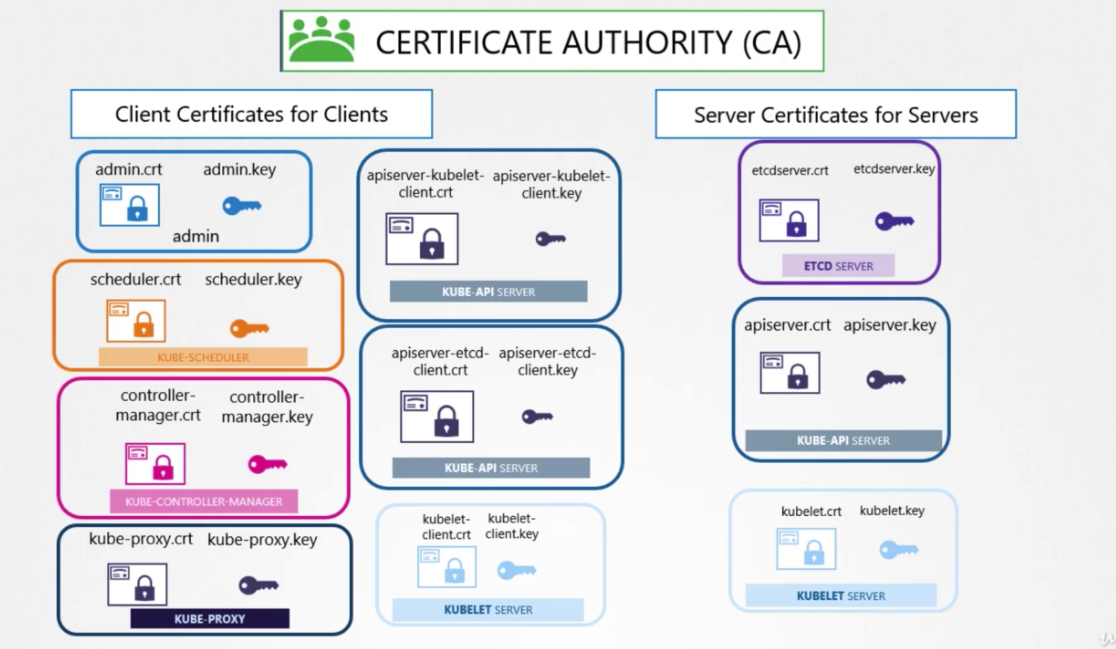 CERTIFICATE AUTHORITY (CA)
Client Certificates for Clients
Server Certificates for Servers
admin.crt admin.key
admin
scheduler.crt scheduler.key
KUBE-SCHEDULER
controller-
manager.crt
controller-
manager.key
KUBE-CONTROLLER-MANAGER
kube-proxy.crt kube-proxy.key
KUBE-PROXY
apiserver-kubelet-
client.crt
apiserver-kubelet-
client.key
KUBE-API SERVER
apiserver-etcd-
client.crt
apiserver-etcd-
client.key
KUBE-API SERVER
kubelet-
client.crt
kubelet-
client.key
KUBELET SERVER
etcdserver.crt etcdserver.key
ETCD SERVER
apiserver.crt apiserver.key
KUBE-API SERVER
kubelet.crt kubelet.key
KUBELET SERVER